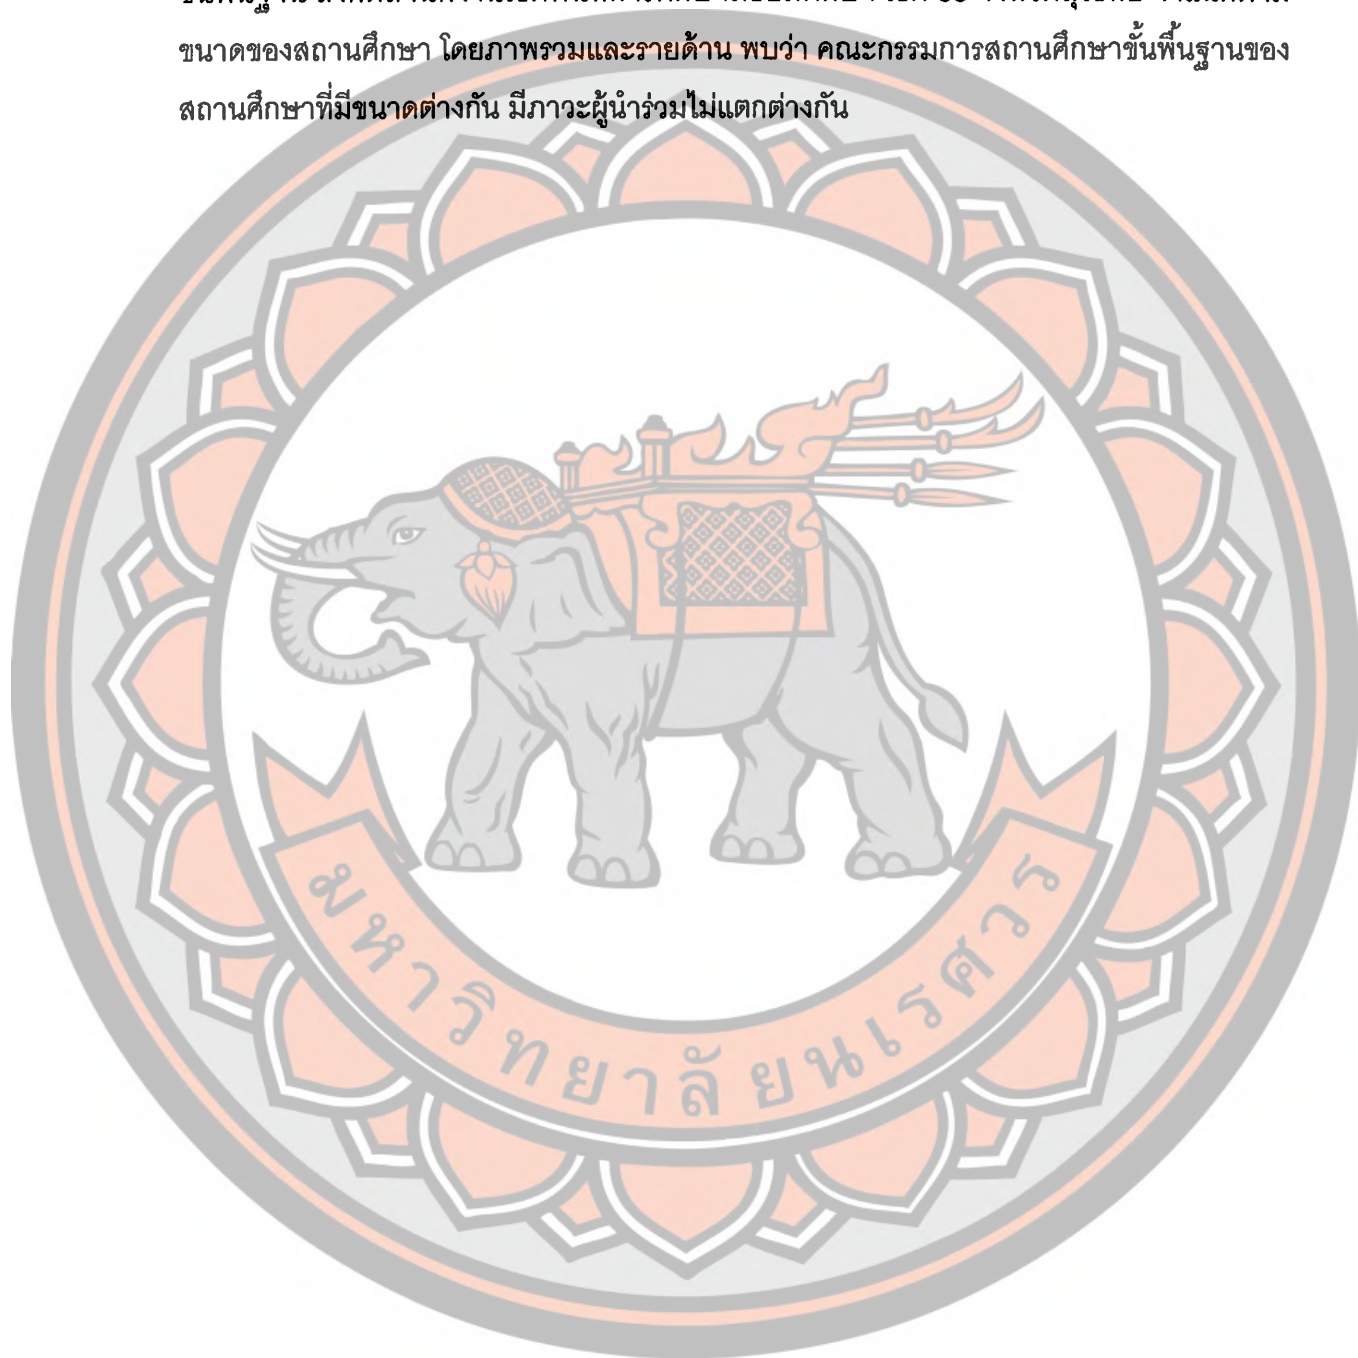 ขนาดของสถานศึกษา โดยภาพรวมและรายด้าน พบว่า คณะกรรมการสถานศึกษาขั้นพื้นฐานของ
สถานศึกษาที่มีขนาดต่างกัน มีภาวะผู้นำร่วมไม่แตกต่างกัน
มหาวิทยาลัยนเรศวร